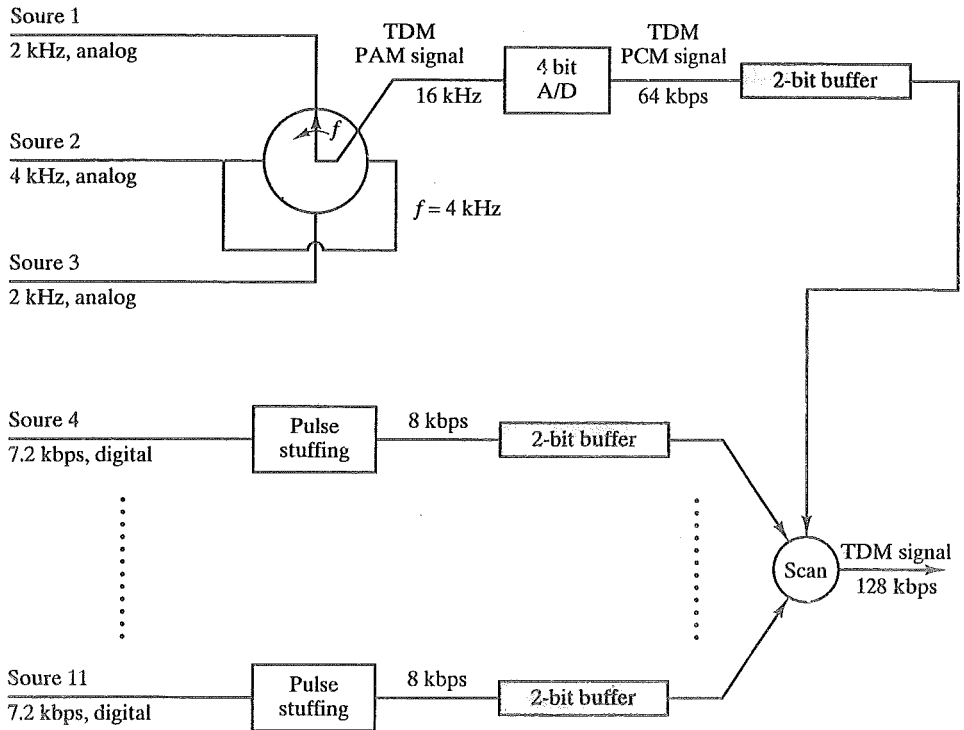 Soure 1
2 kHz, analog
TDM
PAM signal
16 kHz
4 bit
A/D
TDM
PCM signal
64 kbps
2-bit buffer
f
Soure 2
4 kHz, analog
f = 4 kHz
Soure 3
2 kHz, analog
Soure 4
7.2 kbps, digital
Pulse
stuffing
8 kbps
2-bit buffer
Scan
TDM signal
128 kbps
Soure 11
7.2 kbps, digital
Pulse
stuffing
8 kbps
2-bit buffer